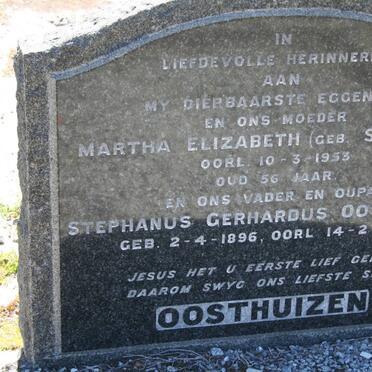 IN
LIEFDEVOLLE HERINNERI
AAN
MY DIERBAARSTE EGGEN
EN ONS MOEDER
MARTHA ELIZABETH (GEB. S
OORL. 10-3-1953
OUD 56 JAAR.
EN ONS VADER EN OUPA
STEPHANUS GERHARDUS OO
GEB. 2-4-1896, OORL 14-2
JESUS HET U EERSTE LIEF GE
DAAROM SWYG ONS LIEFSTE S
OOSTHUIZEN